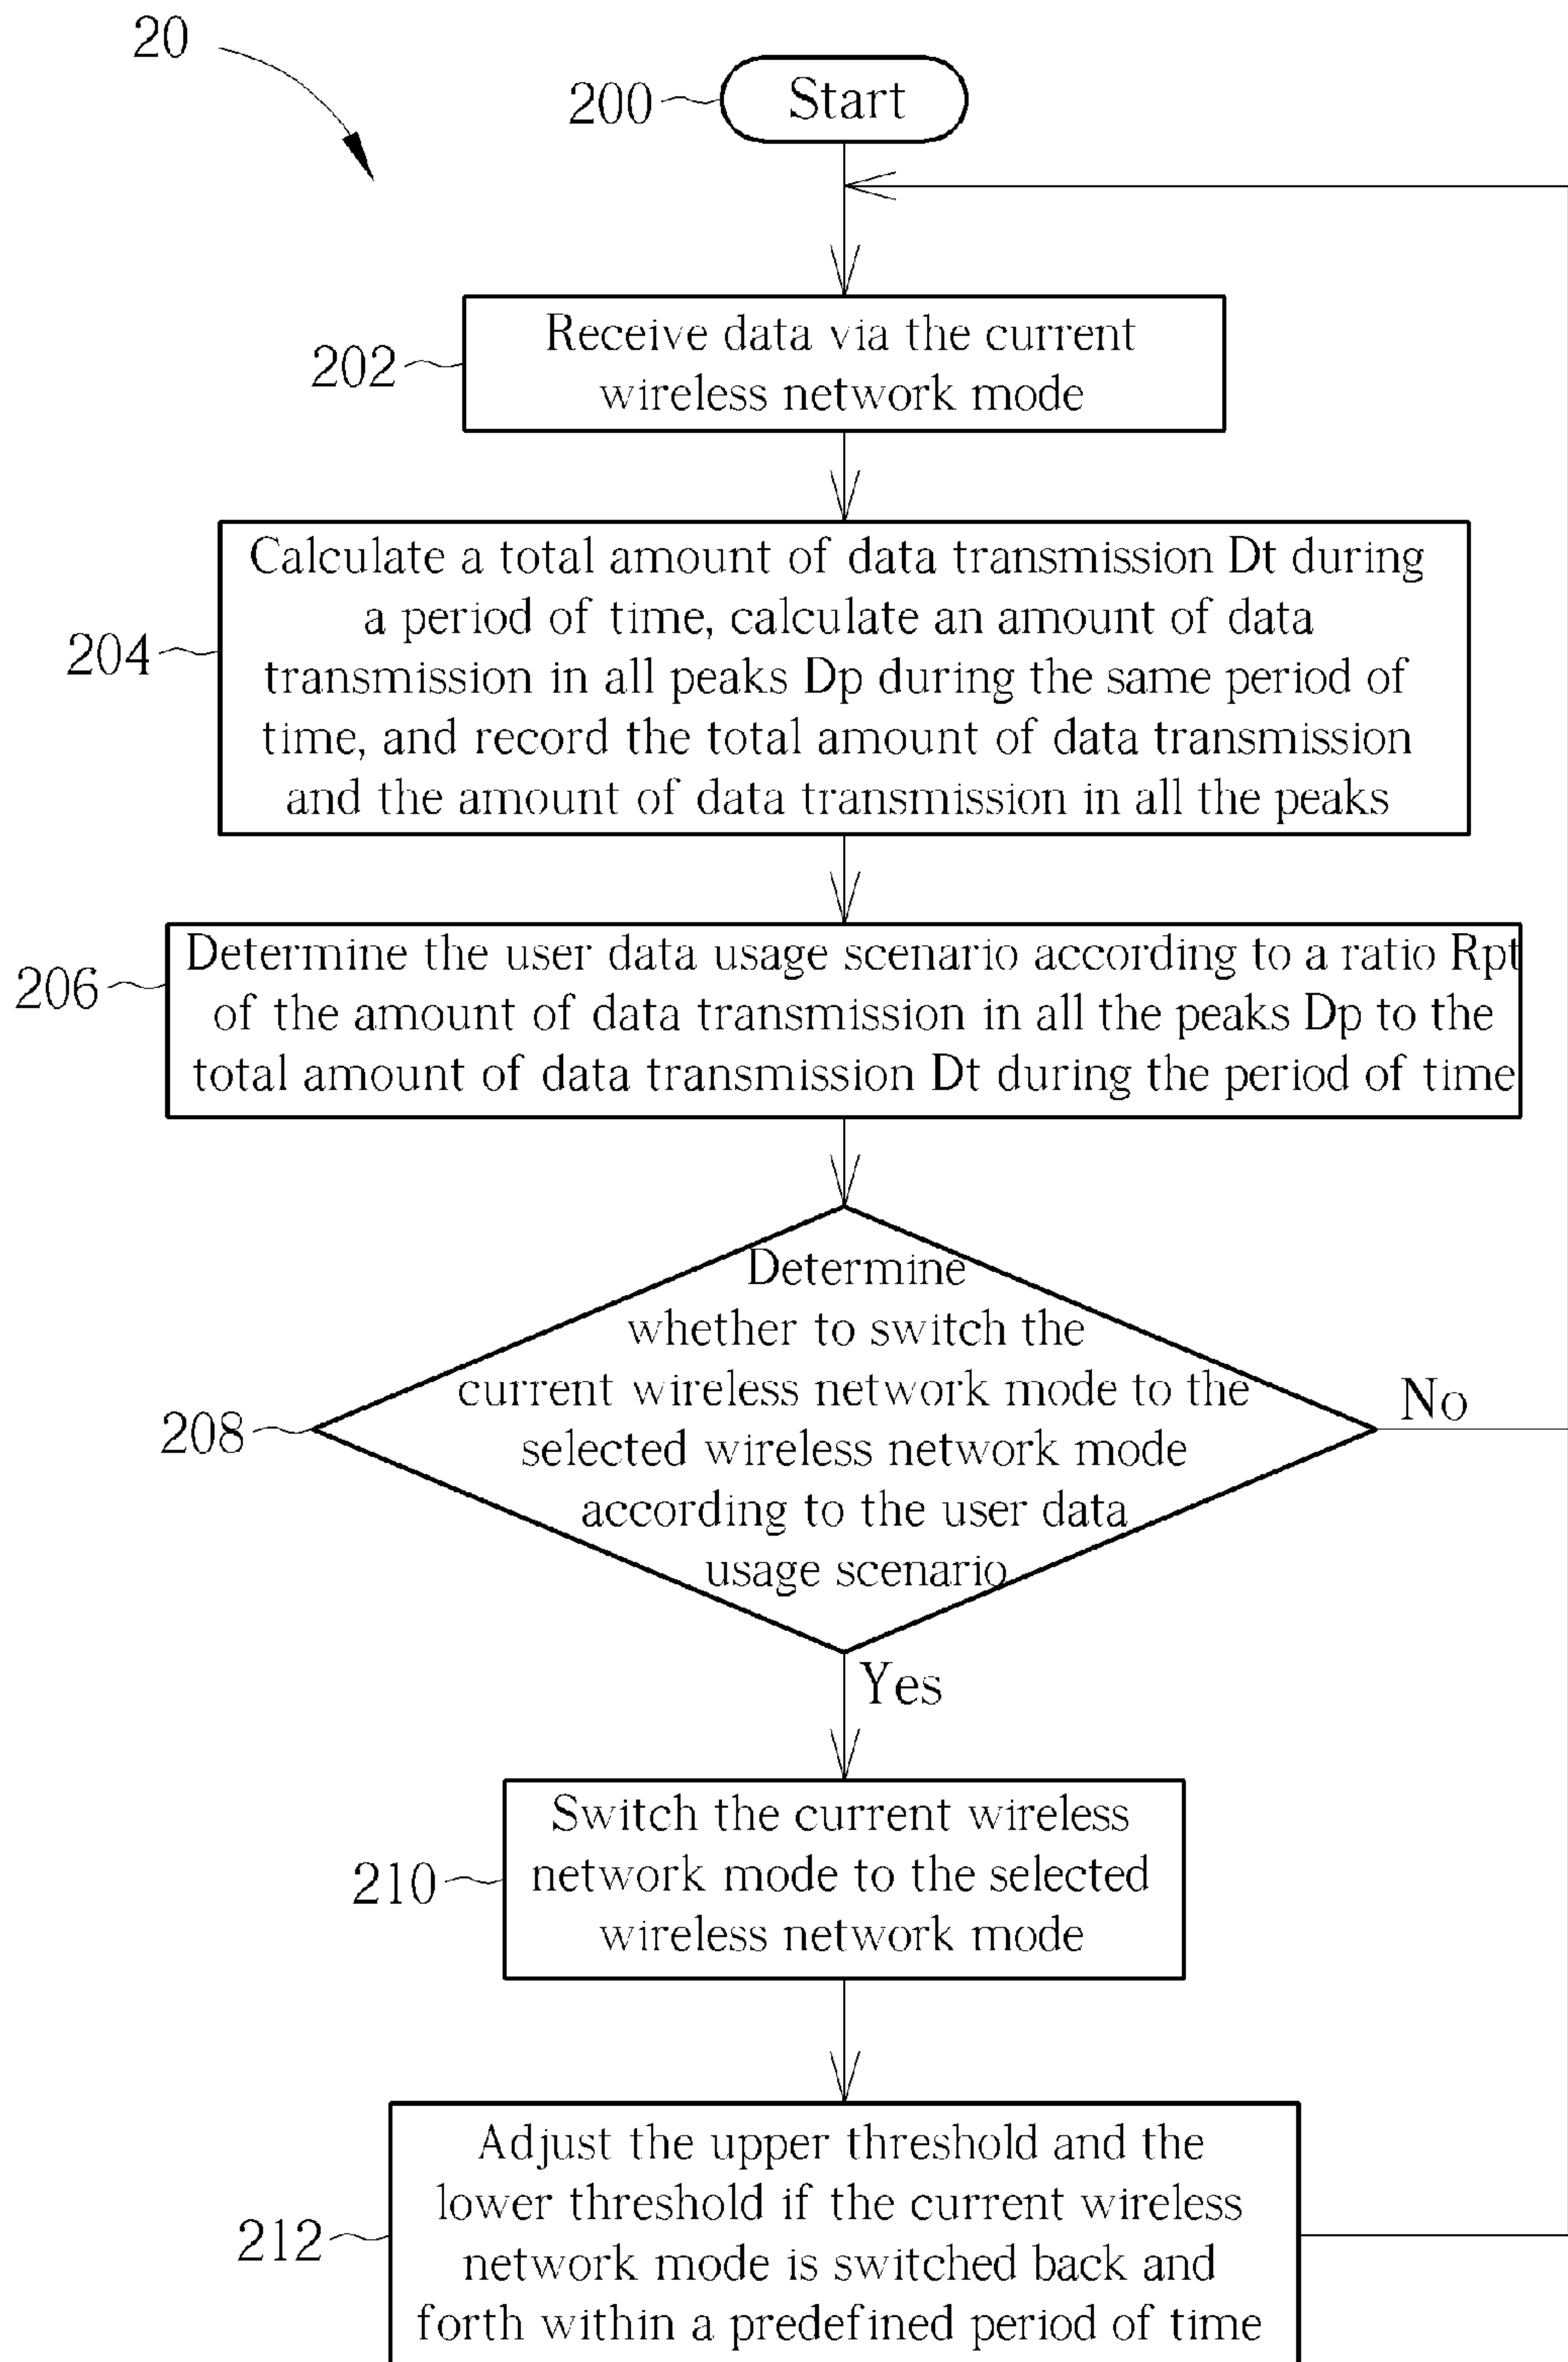 20
200
Start
202
Receive data via the current
wireless network mode
204
Calculate a total amount of data transmission Dt during
a period of time, calculate an amount of data
transmission in all peaks Dp during the same period of
time, and record the total amount of data transmission
and the amount of data transmission in all the peaks
206
Determine the user data usage scenario according to a ratio Rpt
of the amount of data transmission in all the peaks Dp to the
total amount of data transmission Dt during the period of time
208
Determine
whether to switch the
current wireless network mode to the
selected wireless network mode
according to the user data
usage scenario
No
Yes
210
Switch the current wireless
network mode to the selected
wireless network mode
212
Adjust the upper threshold and the
lower threshold if the current wireless
network mode is switched back and
forth within a predefined period of time